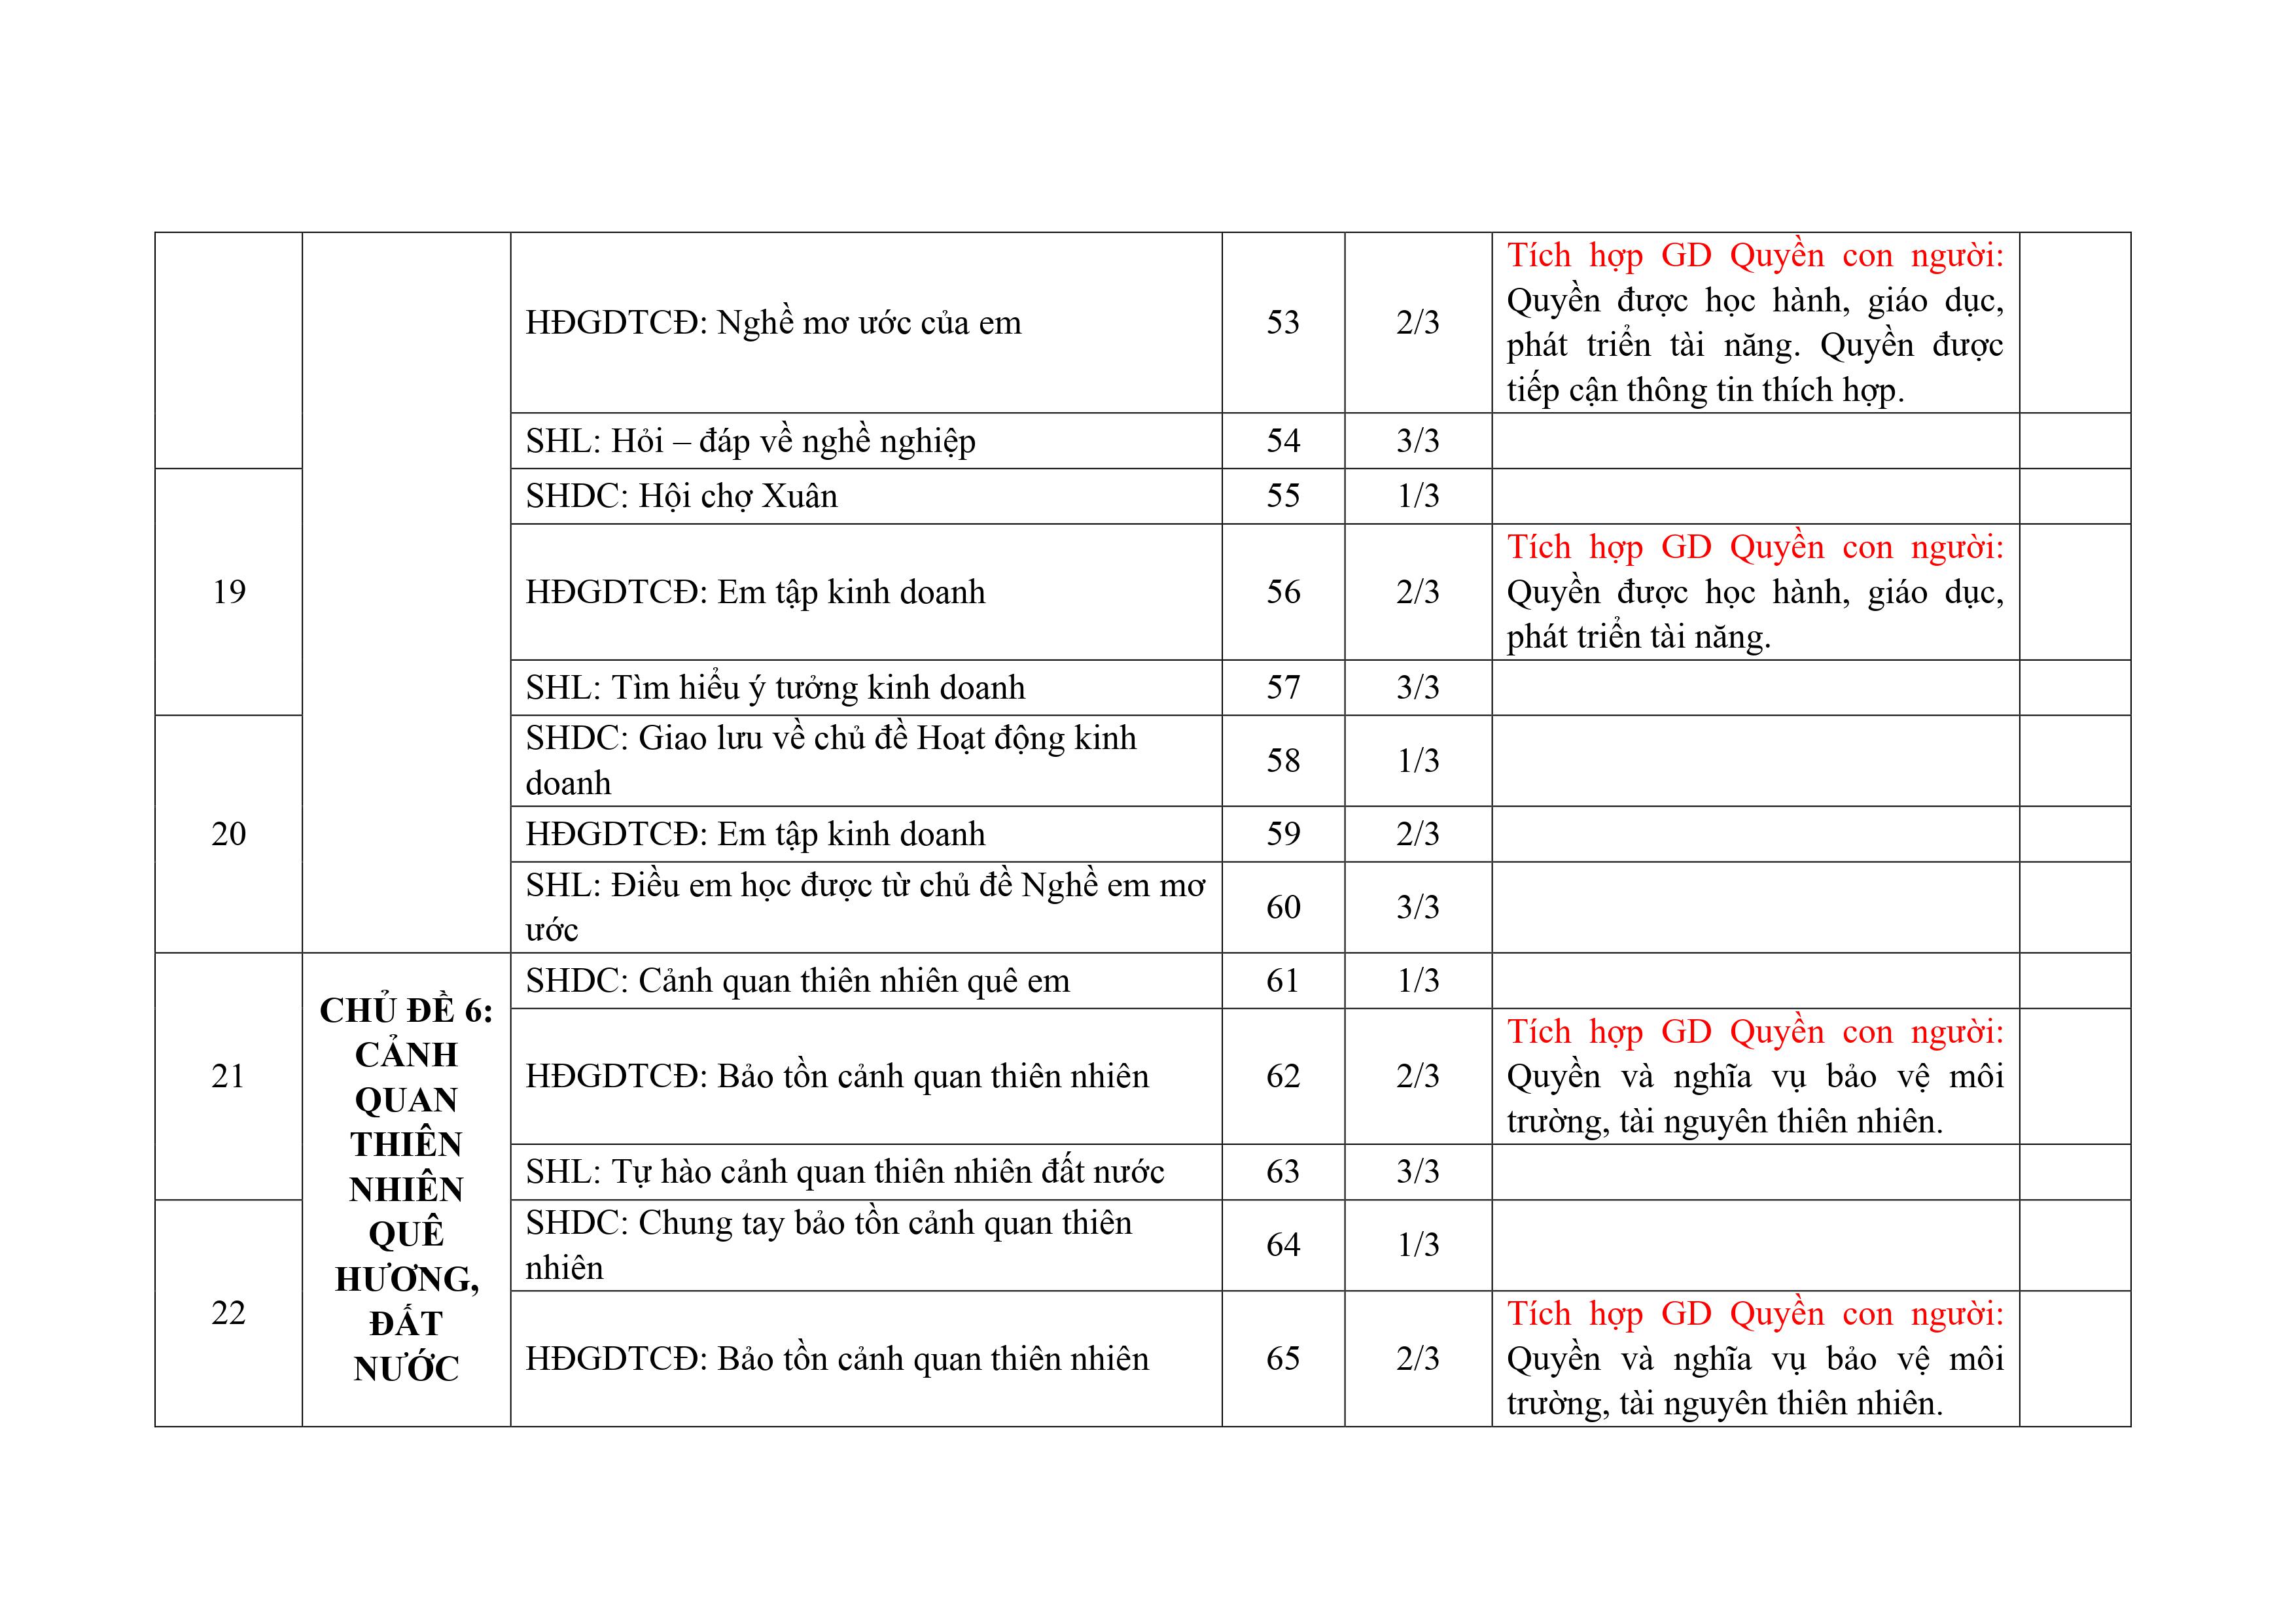 Tích hợp GD Quyền con người:
Quyền được học hành, giáo dục,
HĐGDTCĐ: Nghề mơ ước của em 53 2/3
phát triển tài năng. Quyền được
tiếp cận thông tin thích hợp.
SHL: Hỏi – đáp về nghề nghiệp 54 3/3
SHDC: Hội chợ Xuân 55 1/3
Tích hợp GD Quyền con người:
19 HĐGDTCĐ: Em tập kinh doanh 56 2/3 Quyền được học hành, giáo dục,
phát triển tài năng.
SHL: Tìm hiểu ý tưởng kinh doanh 57 3/3
SHDC: Giao lưu về chủ đề Hoạt động kinh
doanh
58 1/3
20 HĐGDTCĐ: Em tập kinh doanh 59 2/3
SHL: Điều em học được từ chủ đề Nghề em mơ
ước
60 3/3
CHỦ ĐỀ 6:
CẢNH
QUAN
THIÊN
NHIÊN
QUÊ
HƯƠNG,
ĐẤT
NƯỚC
SHDC: Cảnh quan thiên nhiên quê em 61 1/3
Tích hợp GD Quyền con người:
21 HĐGDTCĐ: Bảo tồn cảnh quan thiên nhiên 62 2/3 Quyền và nghĩa vụ bảo vệ môi
trường, tài nguyên thiên nhiên.
SHL: Tự hào cảnh quan thiên nhiên đất nước 63 3/3
SHDC: Chung tay bảo tồn cảnh quan thiên
nhiên
64 1/3
22
Tích hợp GD Quyền con người:
HĐGDTCĐ: Bảo tồn cảnh quan thiên nhiên 65 2/3 Quyền và nghĩa vụ bảo vệ môi
trường, tài nguyên thiên nhiên.